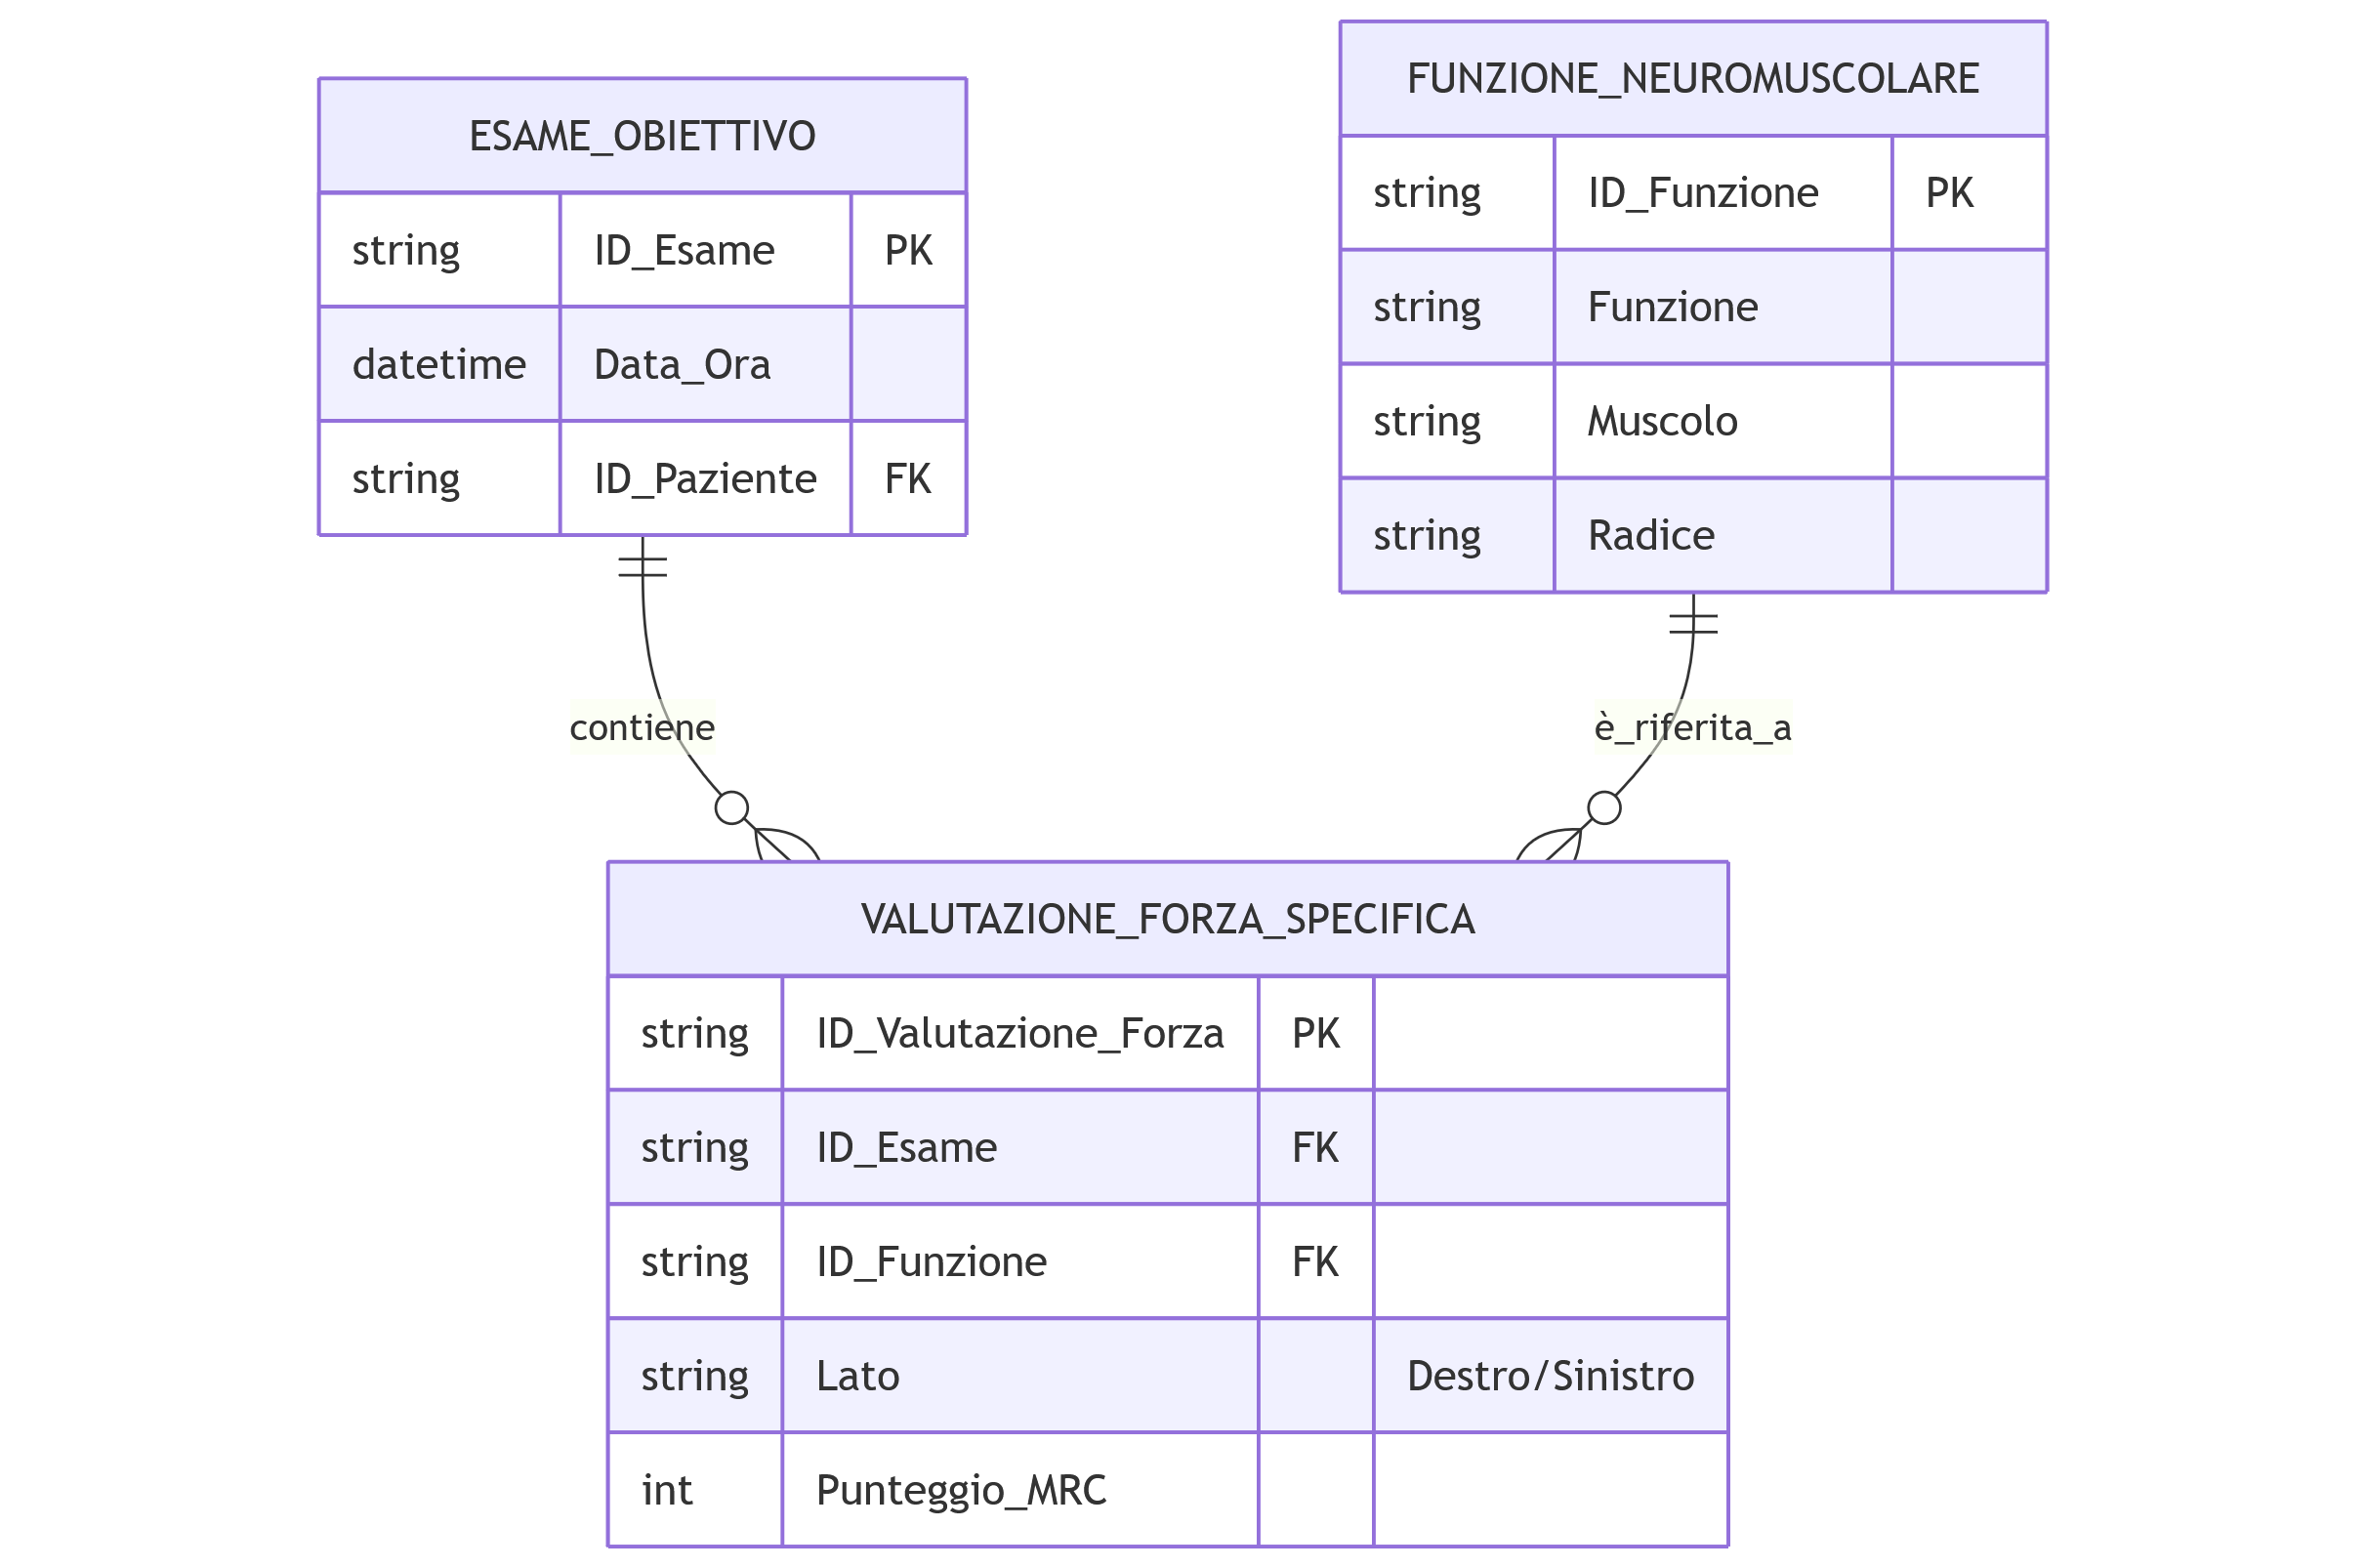 ESAME_OBIETTIVO
string ID_Esame PK
datetime Data_Ora
string ID_Paziente FK
FUNZIONE_NEUROMUSCOLARE
string ID_Funzione PK
string Funzione
string Muscolo
string Radice
contiene
è_riferita_a
VALUTAZIONE_FORZA_SPECIFICA
string ID_Valutazione_Forza PK
string ID_Esame FK
string ID_Funzione FK
string Lato Destro/Sinistro
int Punteggio_MRC